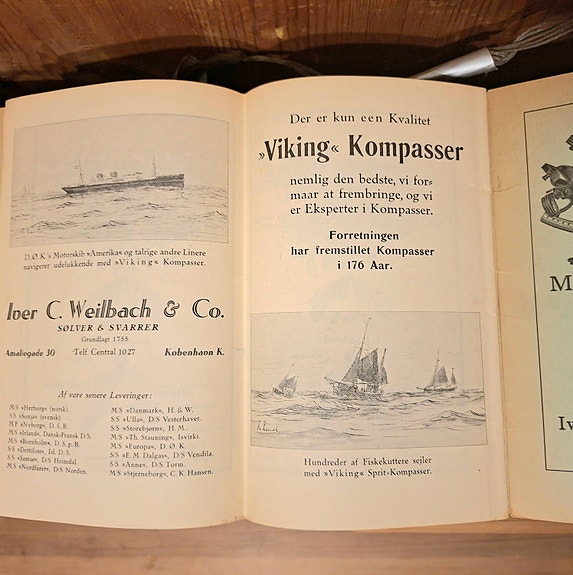 D.Ø.K.'s Motorskib »Amerika« og talrige andre Linere
navigerer udelukkende med »Viking« Kompasser.
Iver C. Weilbach & Co.
SØLVER & SVARRER
Grundlagt 1755
Amaliegade 30 Telf. Central 1027 København K.
Af vore senere Leveringer:
M/S »Herborg« (norsk).
S/S »Sonja« (svensk).
M/F »Nyborg«, D. S. B.
M/S »Island«, Dansk-Fransk D.S.
M/S »Bornholm«, D S p. B.
S/S »Dettifoss«, Isl. D. S.
S/S »Samsø«, D/S Heimdal.
M/S »Nordfarer«, D/S Norden.
M/S »Danmark«, H. & W.
S/S »Ulla«, D/S Vesterhavet.
S/S »Storebjørn«, H. M.
M/S »Th. Stauning«, Isvizki.
M/S »Europa«, D. Ø. K.
S/S »E. M. Dalgas«, D/S Vendila.
S/S »Anne«, D/S Torm.
M/S »Stjerneborg«, C. K. Hansen.
Der er kun een Kvalitet
»Viking« Kompasser
nemlig den bedste, vi for-
maar at frembringe, og vi
er Eksperter i Kompasser.
Forretningen
har fremstillet Kompasser
i 176 Aar.
Hundreder af Fiskekuttere sejler
med »Viking« Sprit-Kompasser.
M
Iv